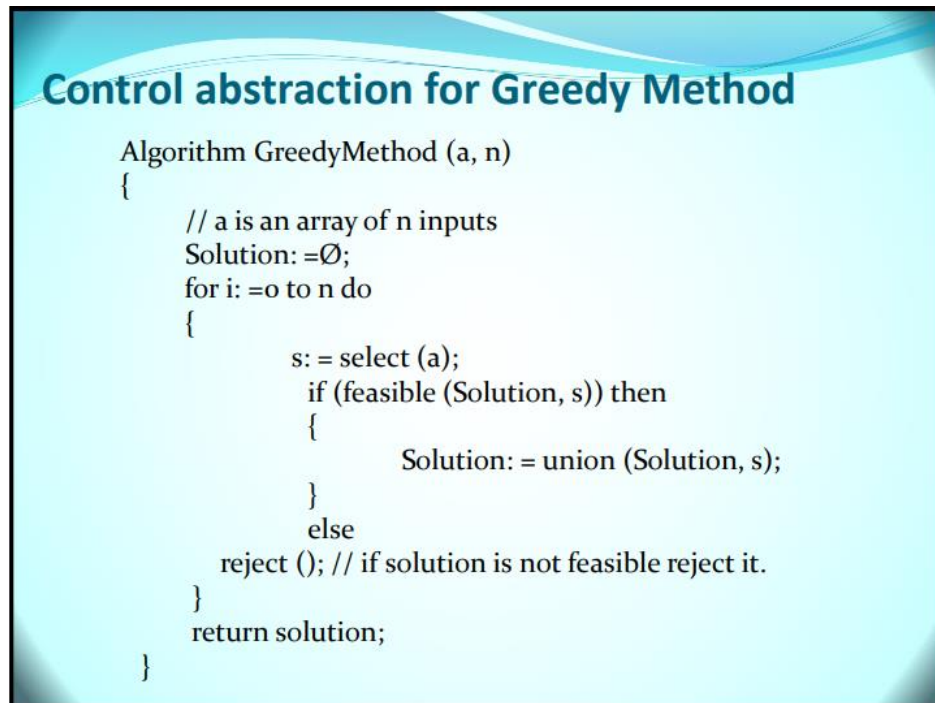 Control abstraction for Greedy Method
Algorithm GreedyMethod (a, n)
{
// a is an array of n inputs
Solution: =Ø;
for i: =0 to n do
{
s: = select (a);
if (feasible (Solution, s)) then
{
Solution: = union (Solution, s);
}
else
reject (); // if solution is not feasible reject it.
}
return solution;
}